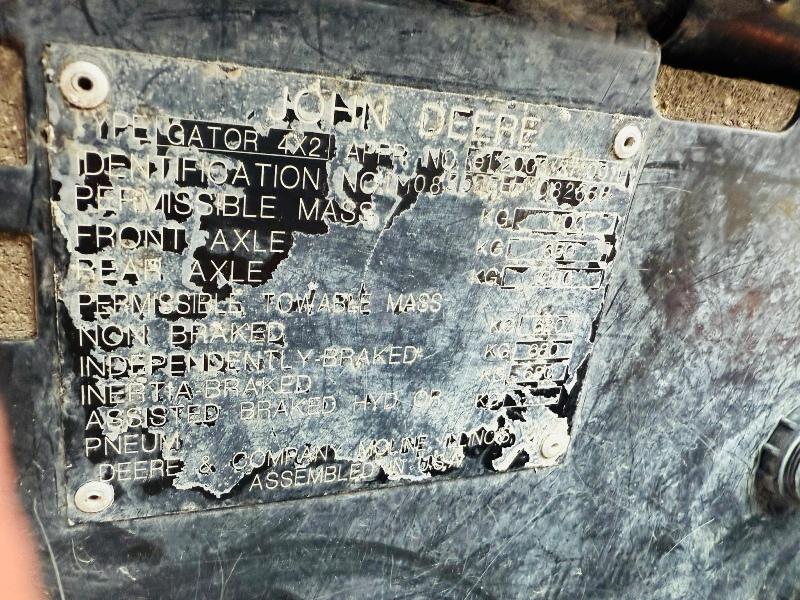 JOHN DEERE
TYPE GATOR 4X2 APPR NO.
IDENTIFICATION NO.
PERMISSIBLE MASS KG
FRONT AXLE KG
REAR AXLE KG
PERMISSIBLE TOWABLE MASS
NON BRAKED KG
INDEPENDENTLY-BRAKED KG
INERTIA-BRAKED KG
ASSISTED BRAKED HYD OR KG
PNEUM
DEERE & COMPANY MOLINE ILLINOIS
ASSEMBLED IN U.S.A.